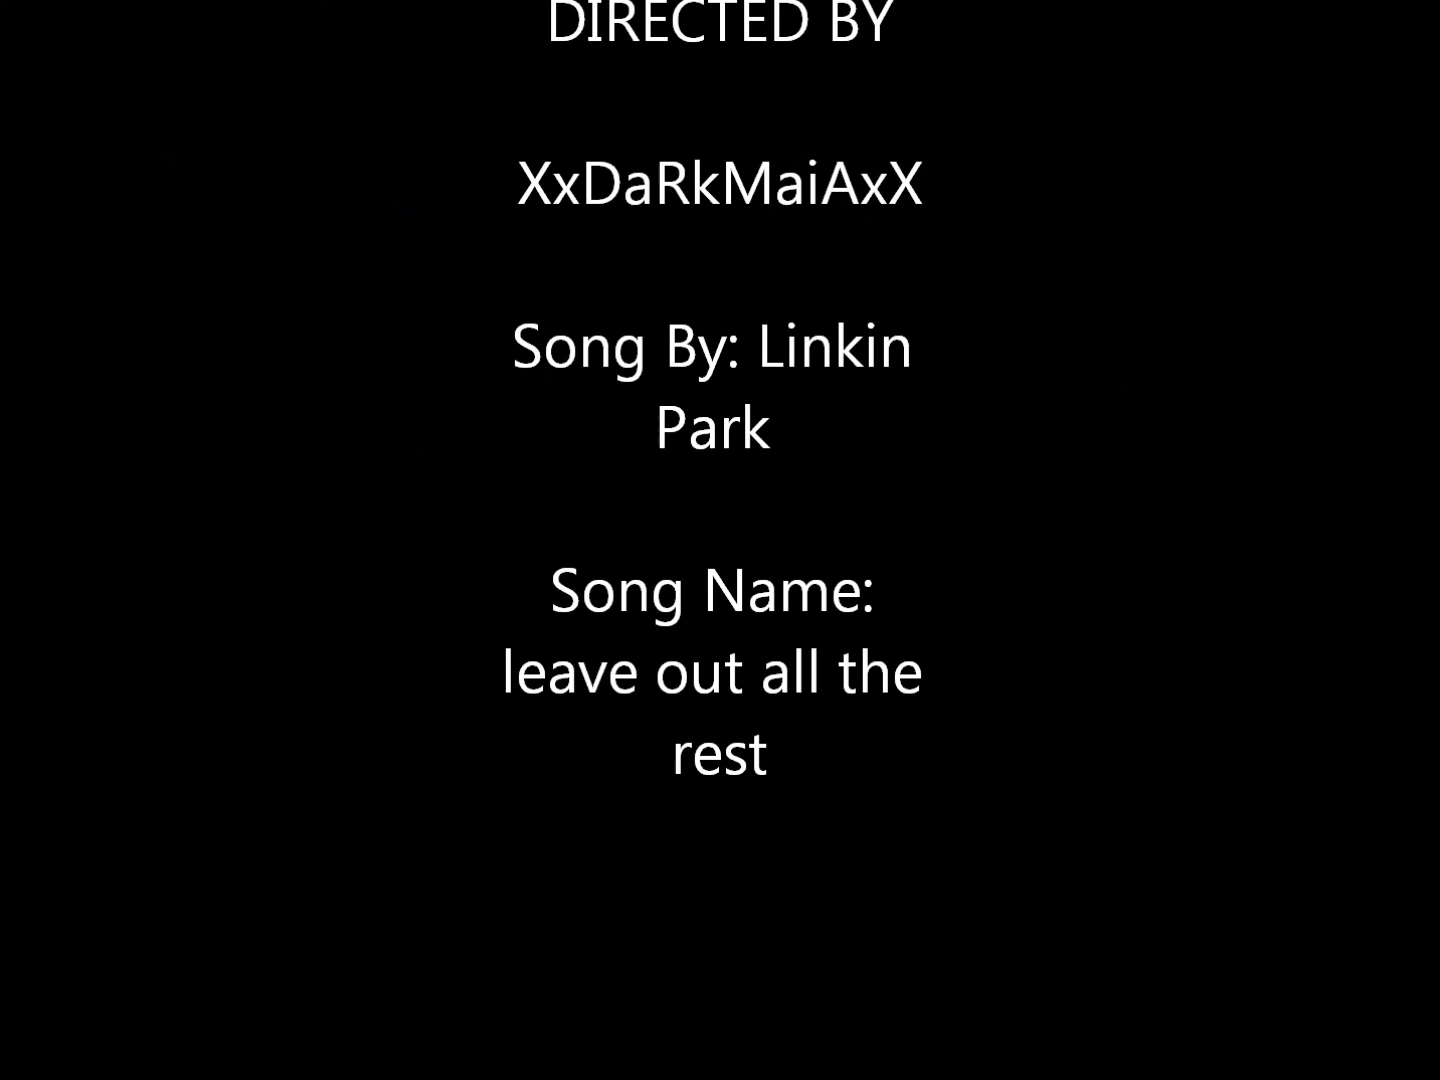 DIRECTED BY
XxDaRkMaiAxX
Song By: Linkin
Park
Song Name:
leave out all the
rest